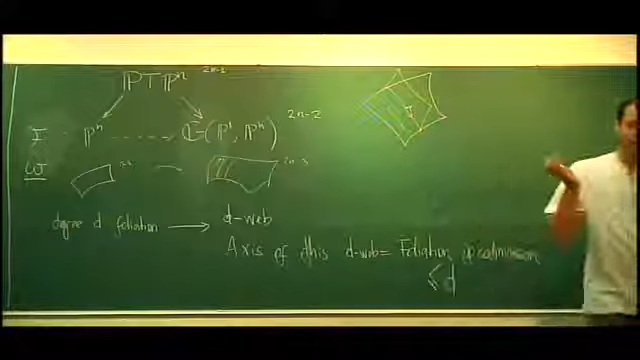 ℙTℙⁿ 2n-1
F ℙⁿ ------→ G(ℙ¹, ℙⁿ) 2n-2
W
degree d foliation ⟶ d-web
Axis of this d-web = Foliation of codimension
≤ d